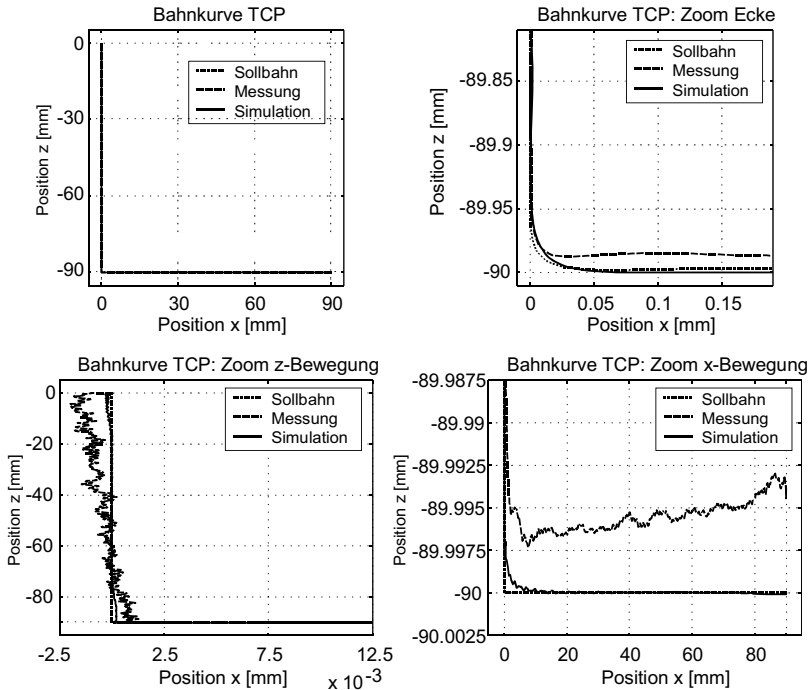 Bahnkurve TCP
0
-30
-60
-90
Position z [mm]
Sollbahn
Messung
Simulation
0
30
60
90
Position x [mm]
Bahnkurve TCP: Zoom Ecke
-89.85
-89.9
-89.95
-90
Position z [mm]
Sollbahn
Messung
Simulation
0
0.05
0.1
0.15
Position x [mm]
Bahnkurve TCP: Zoom z-Bewegung
0
-20
-40
-60
-80
Position z [mm]
Sollbahn
Messung
Simulation
-2.5
2.5
7.5
12.5
Position x [mm]
x 10-3
Bahnkurve TCP: Zoom x-Bewegung
-89.9875
-89.99
-89.9925
-89.995
-89.9975
-90
-90.0025
Position z [mm]
Sollbahn
Messung
Simulation
0
20
40
60
80
Position x [mm]